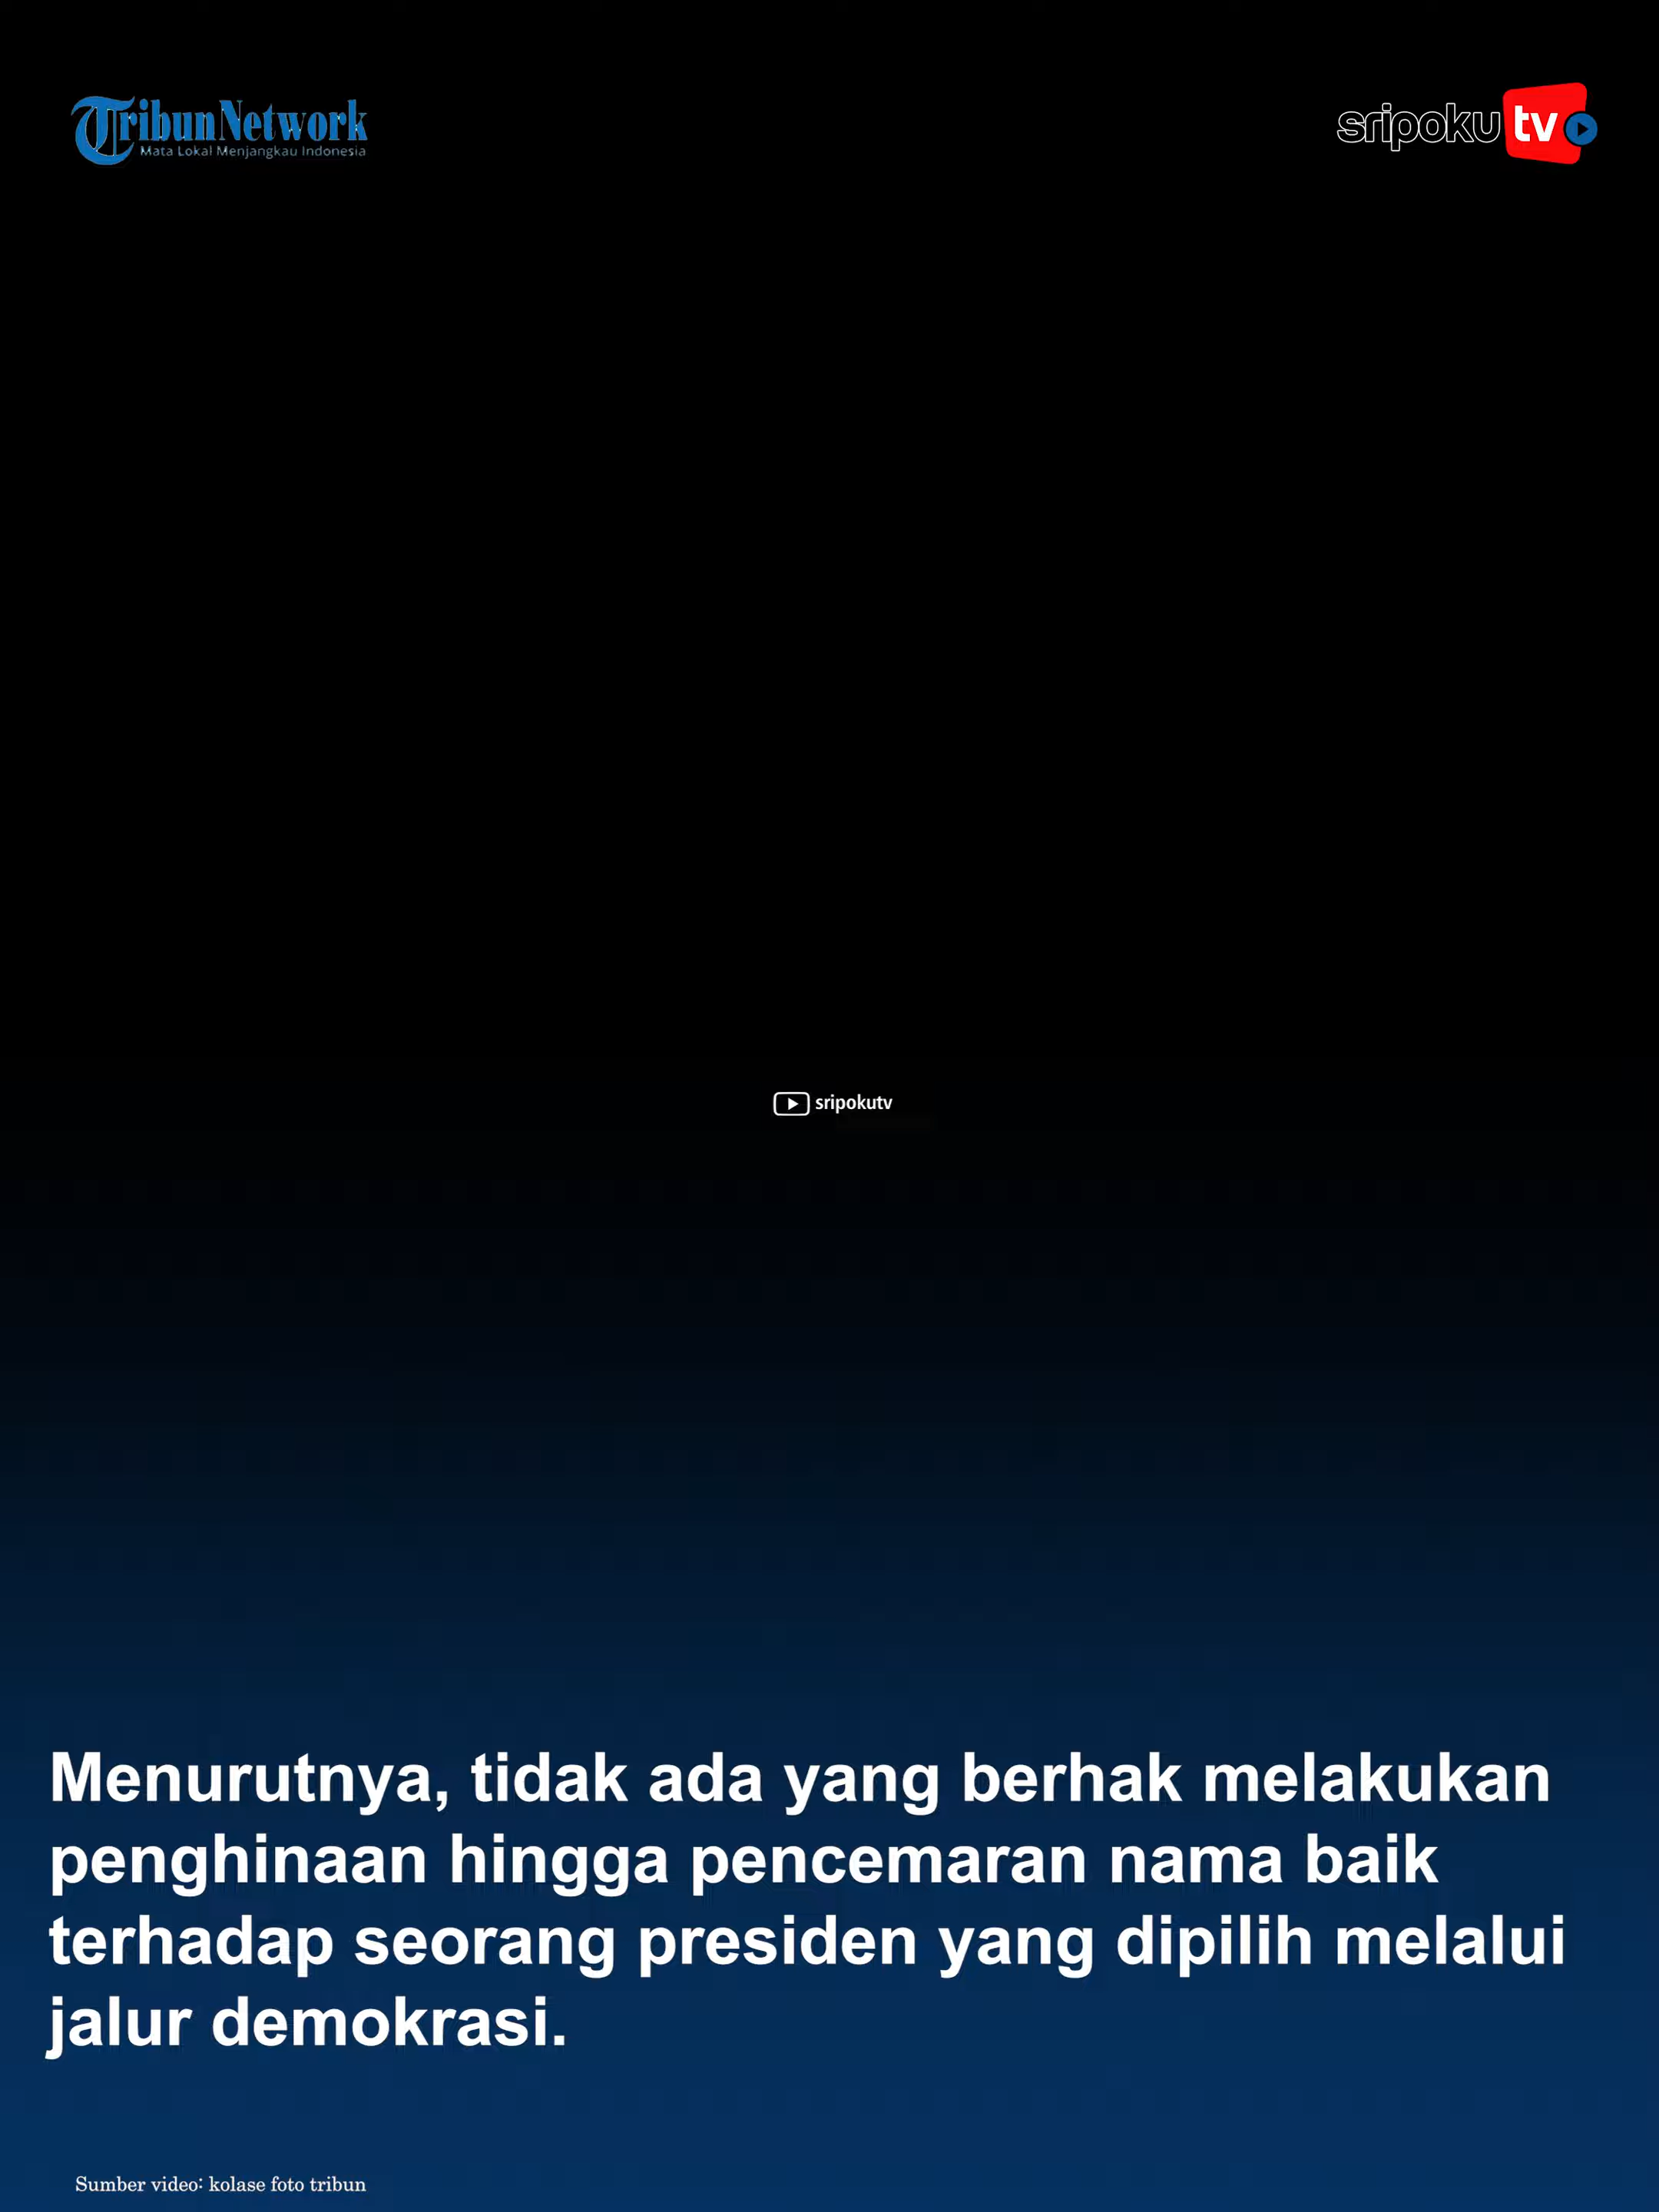 TribunNetwork
Mata Lokal Menjangkau Indonesia
sripoku tv
sripokutv
Menurutnya, tidak ada yang berhak melakukan
penghinaan hingga pencemaran nama baik
terhadap seorang presiden yang dipilih melalui
jalur demokrasi.
Sumber video: kolase foto tribun